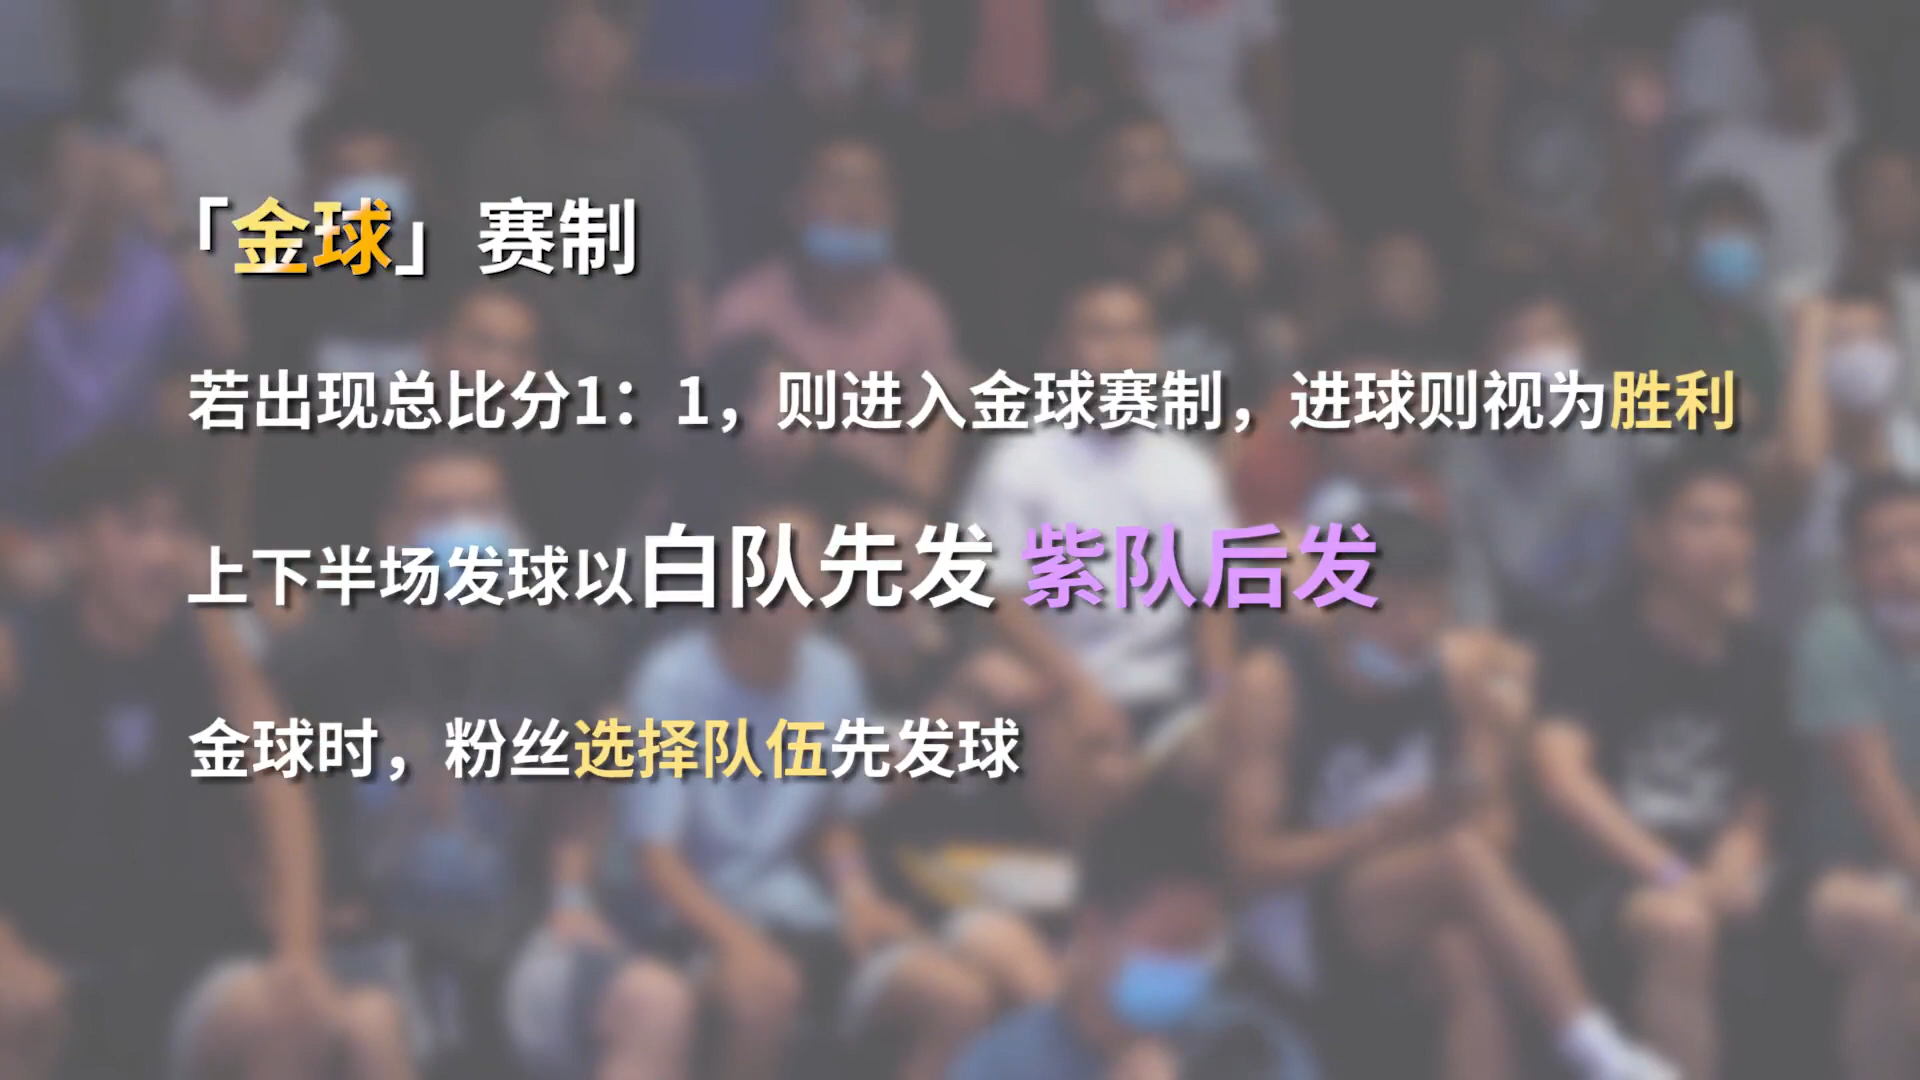 「金球」赛制
若出现总比分1：1，则进入金球赛制，进球则视为胜利
上下半场发球以白队先发 紫队后发
金球时，粉丝选择队伍先发球